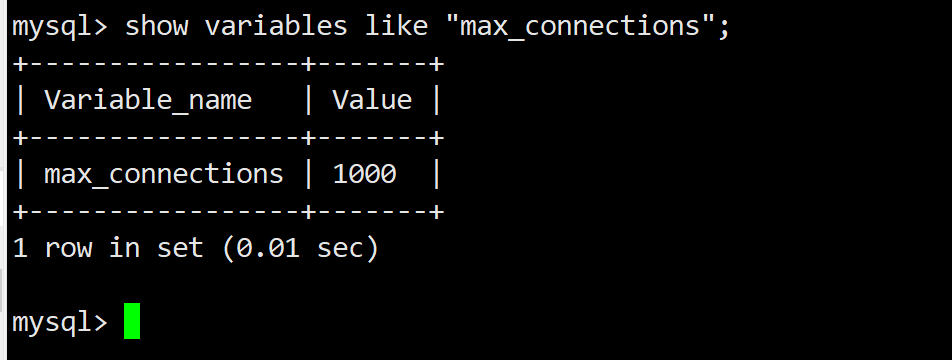 mysql> show variables like "max_connections";
+-----------------+-------+
| Variable_name   | Value |
+-----------------+-------+
| max_connections | 1000  |
+-----------------+-------+
1 row in set (0.01 sec)
mysql>